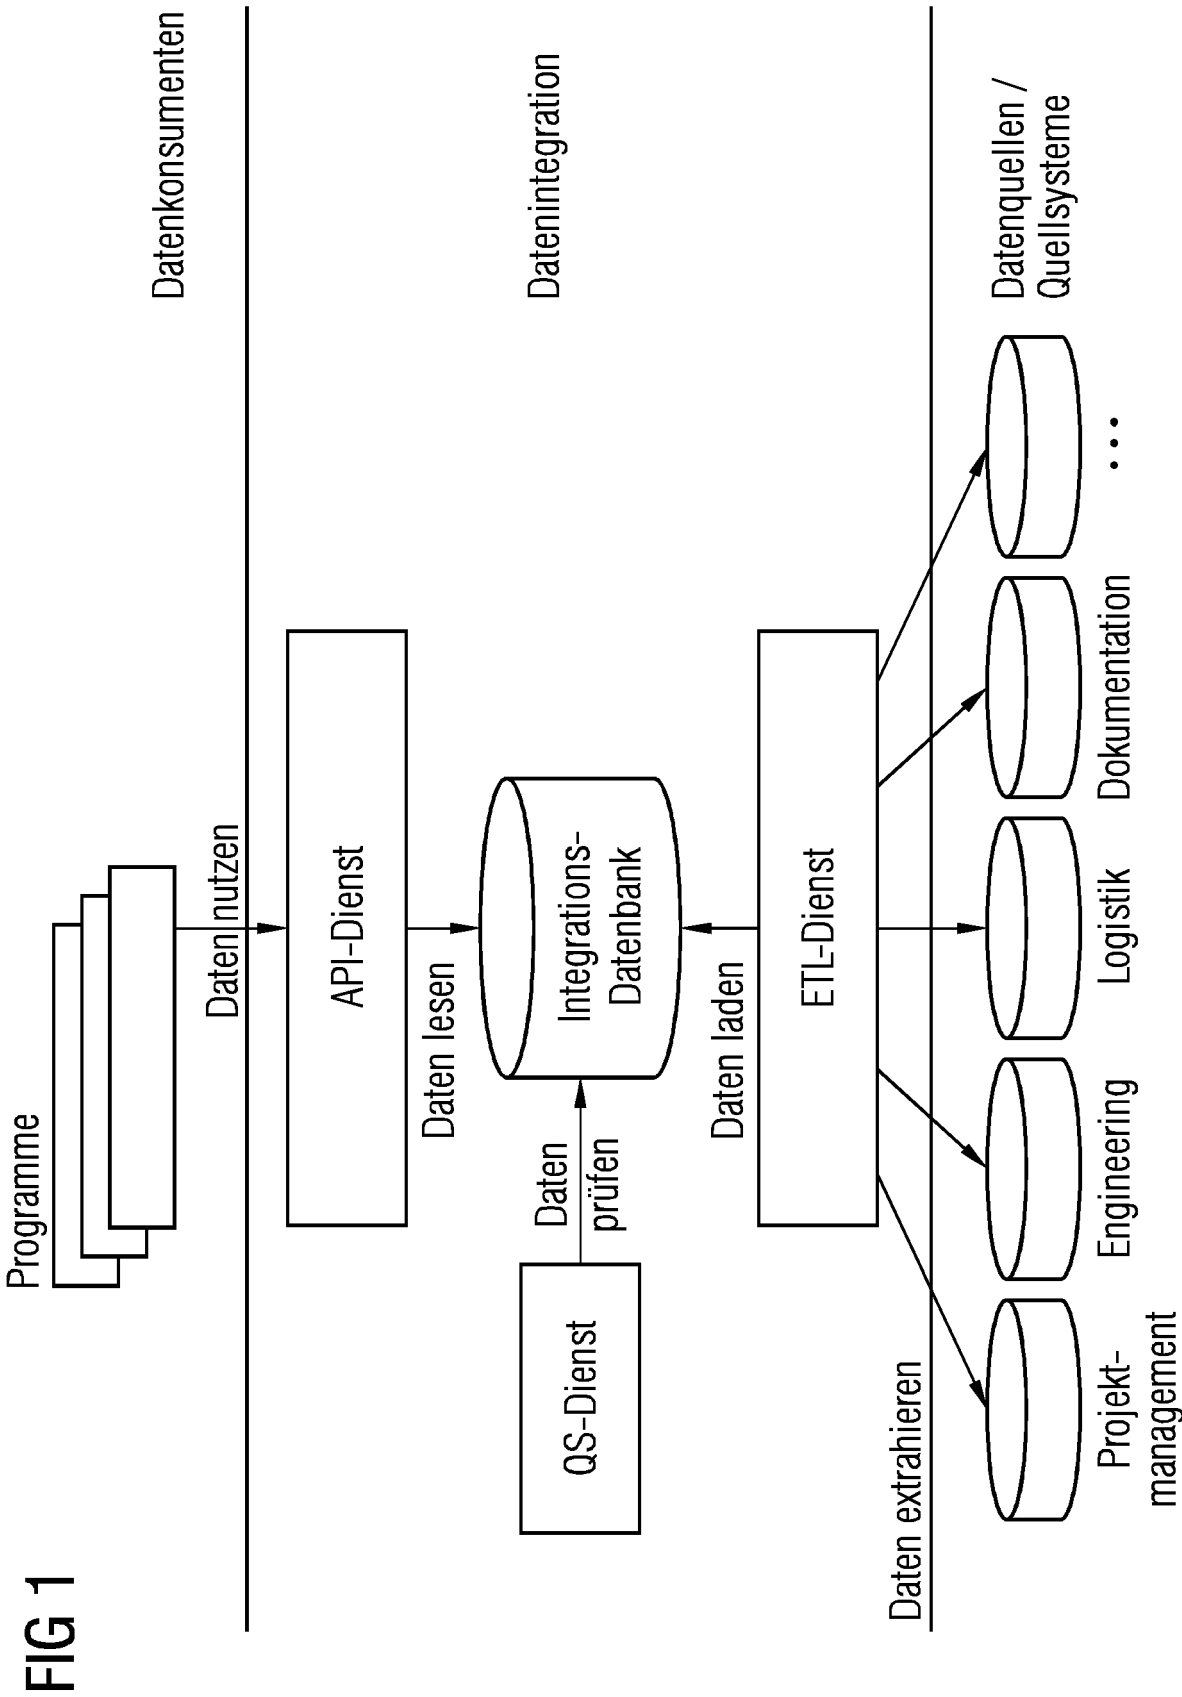 FIG 1
Programme
Datenkonsumenten
Daten nutzen
API-Dienst
Daten lesen
QS-Dienst
Daten
prüfen
Integrations-
Datenbank
Datenintegration
Daten laden
ETL-Dienst
Daten extrahieren
Datenquellen /
Quellsysteme
Projekt-
management
Engineering
Logistik
Dokumentation
...